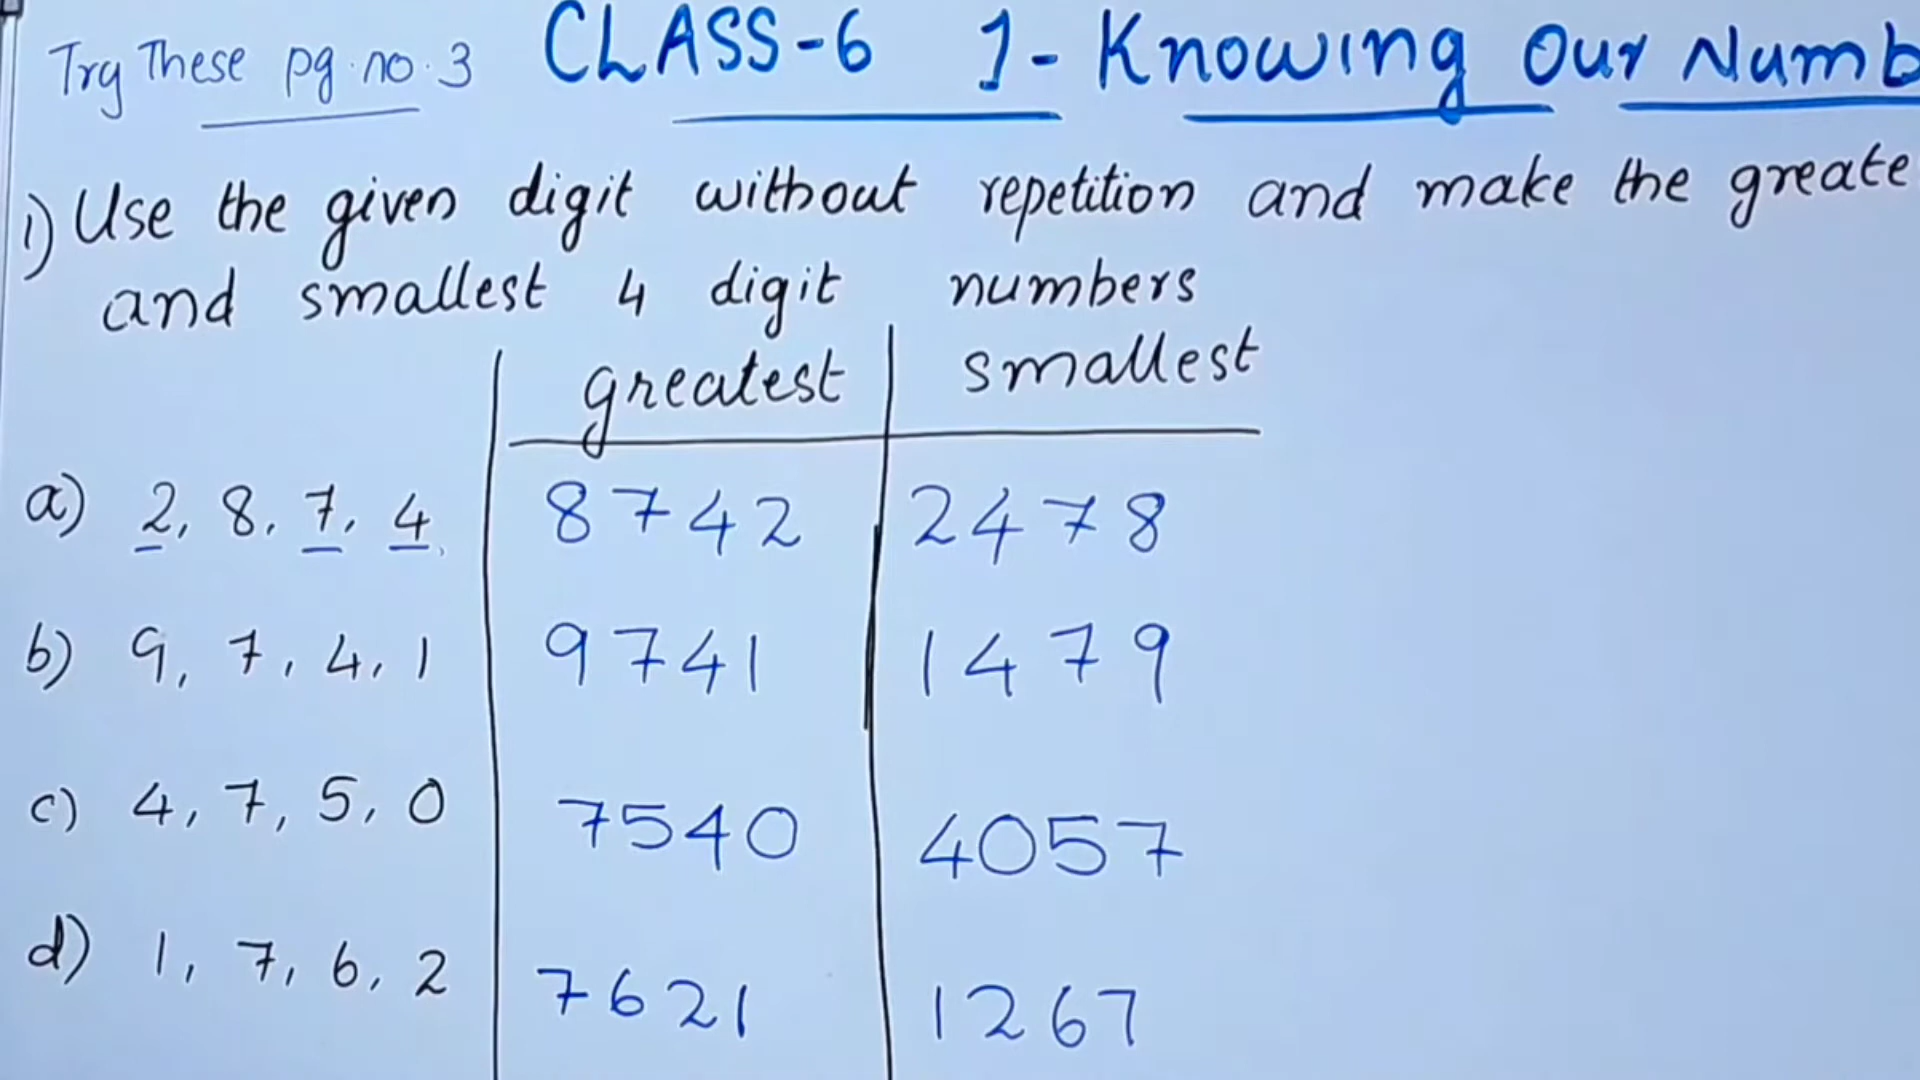 Try These pg.no.3 CLASS-6 1- Knowing Our Numb
1) Use the given digit without repetition and make the greate
and smallest 4 digit numbers
greatest smallest
a) 2, 8, 7, 4, 8742 2478
b) 9, 7, 4, 1 9741 1479
c) 4, 7, 5, 0 7540 4057
d) 1, 7, 6, 2 7621 1267